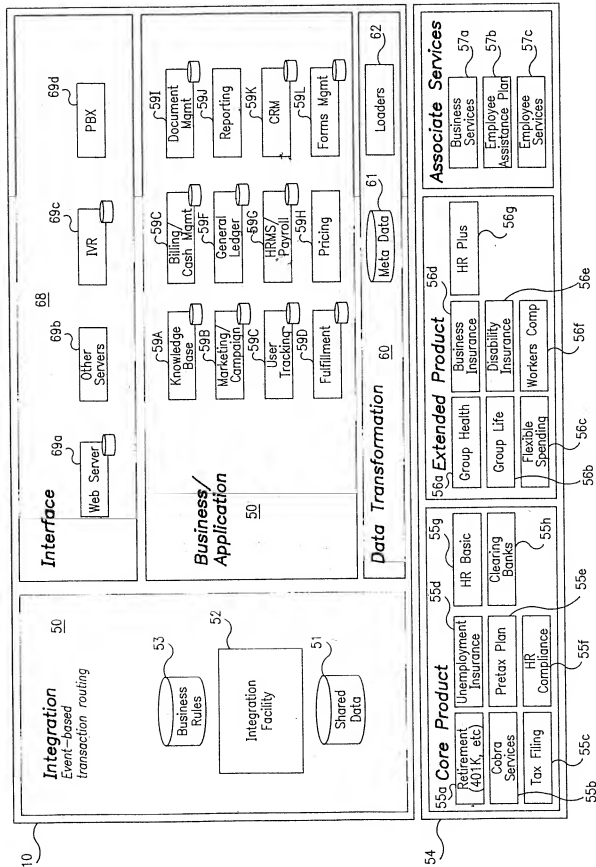 10
Integration
Event-based
transaction routing
50
53
Business
Rules
52
Integration
Facility
51
Shared
Data
Interface
68
69a
Web Server
69b
Other
Servers
69c
IVR
69d
PBX
Business/
Application
50
59A
Knowledge
Base
59B
Marketing/
Campaign
59C
User
Tracking
59D
Fulfillment
59C
Billing/
Cash Mgmt
59F
General
Ledger
59G
HRMS/
Payroll
59H
Pricing
59I
Document
Mgmt
59J
Reporting
59K
CRM
59L
Forms Mgmt
Data Transformation
60
61
Meta Data
62
Loaders
54
Core Product
55a
Retirement
(401K, etc)
Cobra
Services
55b
Tax Filing
55c
55d
Unemployment
Insurance
Pretax Plan
55e
HR
Compliance
55f
55g
HR Basic
Clearing
Banks
55h
Extended Product
56a
Group Health
Group Life
56b
Flexible
Spending
56c
56d
Business
Insurance
Disability
Insurance
56e
Workers Comp
56f
HR Plus
56g
Associate Services
Business
Services
57a
Employee
Assistance Plan
57b
Employee
Services
57c